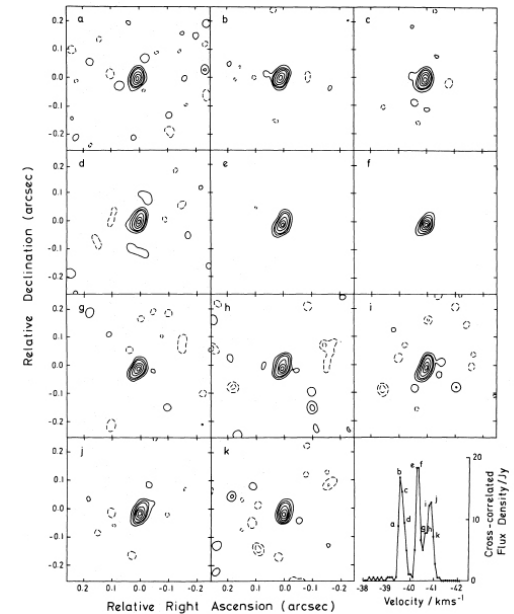 a b c
0.2
0.1
0.0
-0.1
-0.2
d e f
0.2
0.1
0.0
-0.1
-0.2
g h i
0.2
0.1
0.0
-0.1
-0.2
j k
0.2
0.1
0.0
-0.1
-0.2
0.2 0.1 0.0 -0.1 -0.2 0.2 0.1 0.0 -0.1 -0.2
Relative Right Ascension (arcsec)
Relative Declination (arcsec)
e f
b
c
i j
a d g h
k
20
10
0
Cross-correlated
Flux Density/Jy
-38 -39 -40 -41 -42
Velocity / kms⁻¹